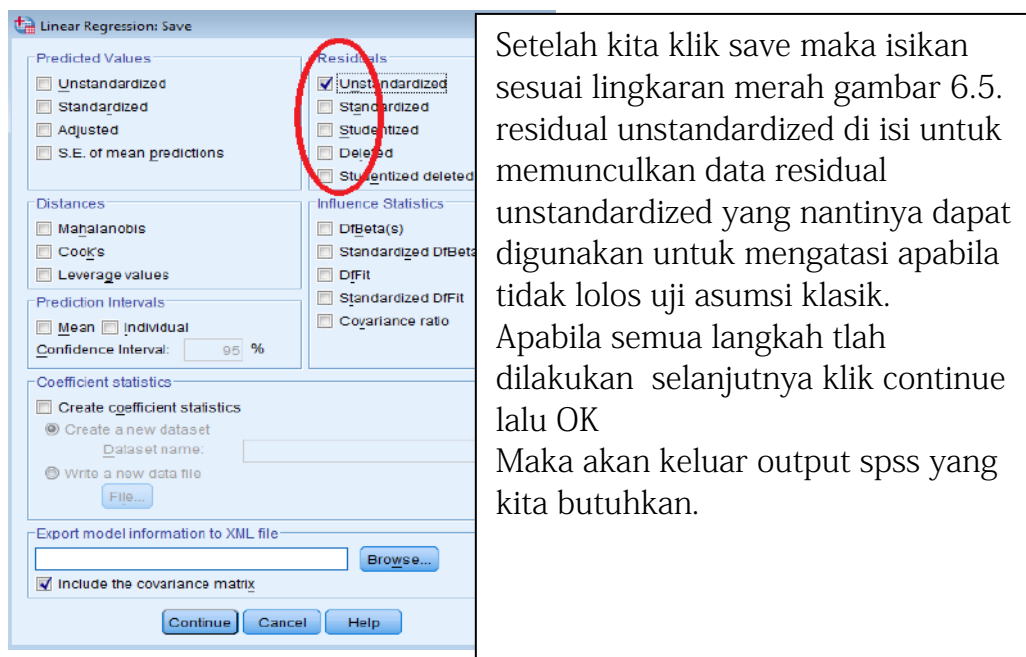 Linear Regression: Save
Predicted Values
Unstandardized
Standardized
Adjusted
S.E. of mean predictions
Residuals
Unstandardized
Standardized
Studentized
Deleted
Studentized deleted
Distances
Mahalanobis
Cook's
Leverage values
Influence Statistics
DfBeta(s)
Standardized DfBeta
DfFit
Standardized DfFit
Covariance ratio
Prediction Intervals
Mean Individual
Confidence Interval: 95 %
Coefficient statistics
Create coefficient statistics
Create a new dataset
Dataset name:
Write a new data file
File...
Export model information to XML file
Browse...
Include the covariance matrix
Continue Cancel Help
Setelah kita klik save maka isikan
sesuai lingkaran merah gambar 6.5.
residual unstandardized di isi untuk
memunculkan data residual
unstandardized yang nantinya dapat
digunakan untuk mengatasi apabila
tidak lolos uji asumsi klasik.
Apabila semua langkah tlah
dilakukan selanjutnya klik continue
lalu OK
Maka akan keluar output spss yang
kita butuhkan.